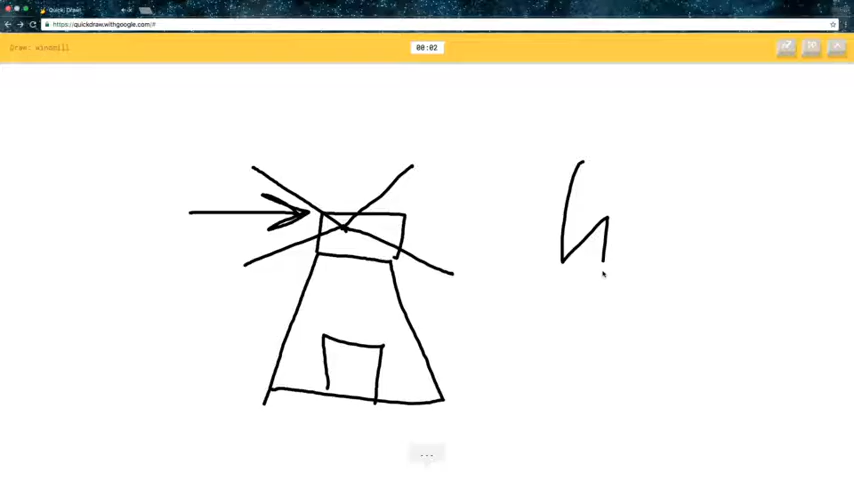 Quick, Draw!
https://quickdraw.withgoogle.com/#
Draw: windmill
00:02
h
...